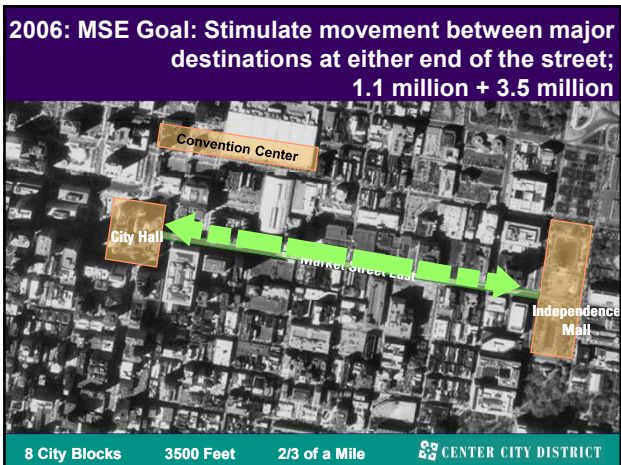 2006: MSE Goal: Stimulate movement between major
destinations at either end of the street;
1.1 million + 3.5 million
Convention Center
City Hall
Market Street East
Independence
Mall
8 City Blocks 3500 Feet 2/3 of a Mile CENTER CITY DISTRICT